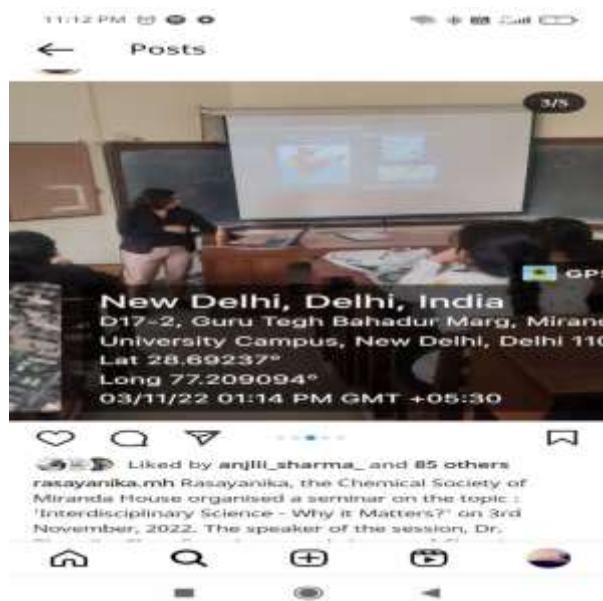 11:12 PM
Posts
3/5
GPS
New Delhi, Delhi, India
D17-2, Guru Tegh Bahadur Marg, Miran
University Campus, New Delhi, Delhi 110
Lat 28.69237°
Long 77.209094°
03/11/22 01:14 PM GMT +05:30
Liked by anjlli_sharma_ and 85 others
rasayanika.mh Rasayanika, the Chemical Society of
Miranda House organised a seminar on the topic :
'Interdisciplinary Science - Why it Matters?' on 3rd
November, 2022. The speaker of the session, Dr.